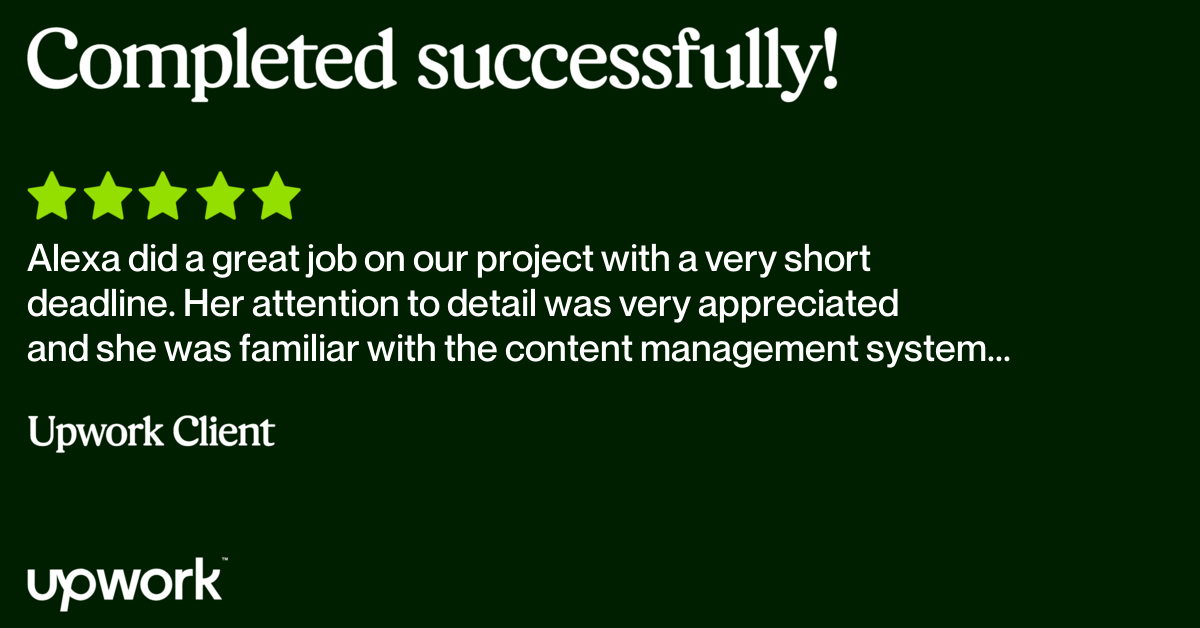 Completed successfully!
Alexa did a great job on our project with a very short
deadline. Her attention to detail was very appreciated
and she was familiar with the content management system...
Upwork Client
upwork™